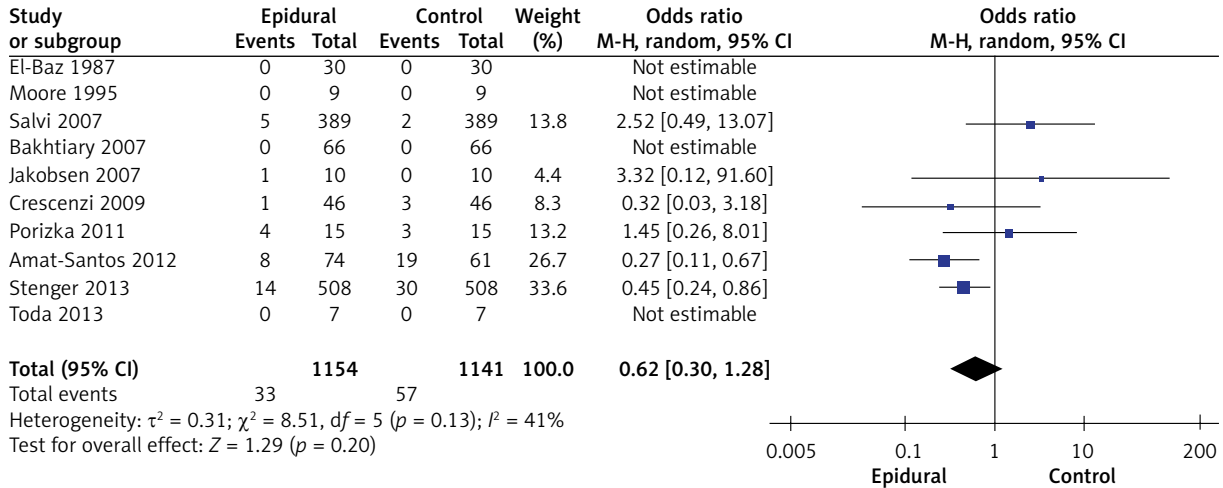 Study Epidural Control Weight Odds ratio Odds ratio
or subgroup Events Total Events Total (%) M-H, random, 95% CI M-H, random, 95% CI
El-Baz 1987 0 30 0 30 Not estimable
Moore 1995 0 9 0 9 Not estimable
Salvi 2007 5 389 2 389 13.8 2.52 [0.49, 13.07]
Bakhtiary 2007 0 66 0 66 Not estimable
Jakobsen 2007 1 10 0 10 4.4 3.32 [0.12, 91.60]
Crescenzi 2009 1 46 3 46 8.3 0.32 [0.03, 3.18]
Porizka 2011 4 15 3 15 13.2 1.45 [0.26, 8.01]
Amat-Santos 2012 8 74 19 61 26.7 0.27 [0.11, 0.67]
Stenger 2013 14 508 30 508 33.6 0.45 [0.24, 0.86]
Toda 2013 0 7 0 7 Not estimable
Total (95% CI) 1154 1141 100.0 0.62 [0.30, 1.28]
Total events 33 57
Heterogeneity: τ² = 0.31; χ² = 8.51, df = 5 (p = 0.13); I² = 41%
Test for overall effect: Z = 1.29 (p = 0.20)
0.005 0.1 1 10 200
Epidural Control